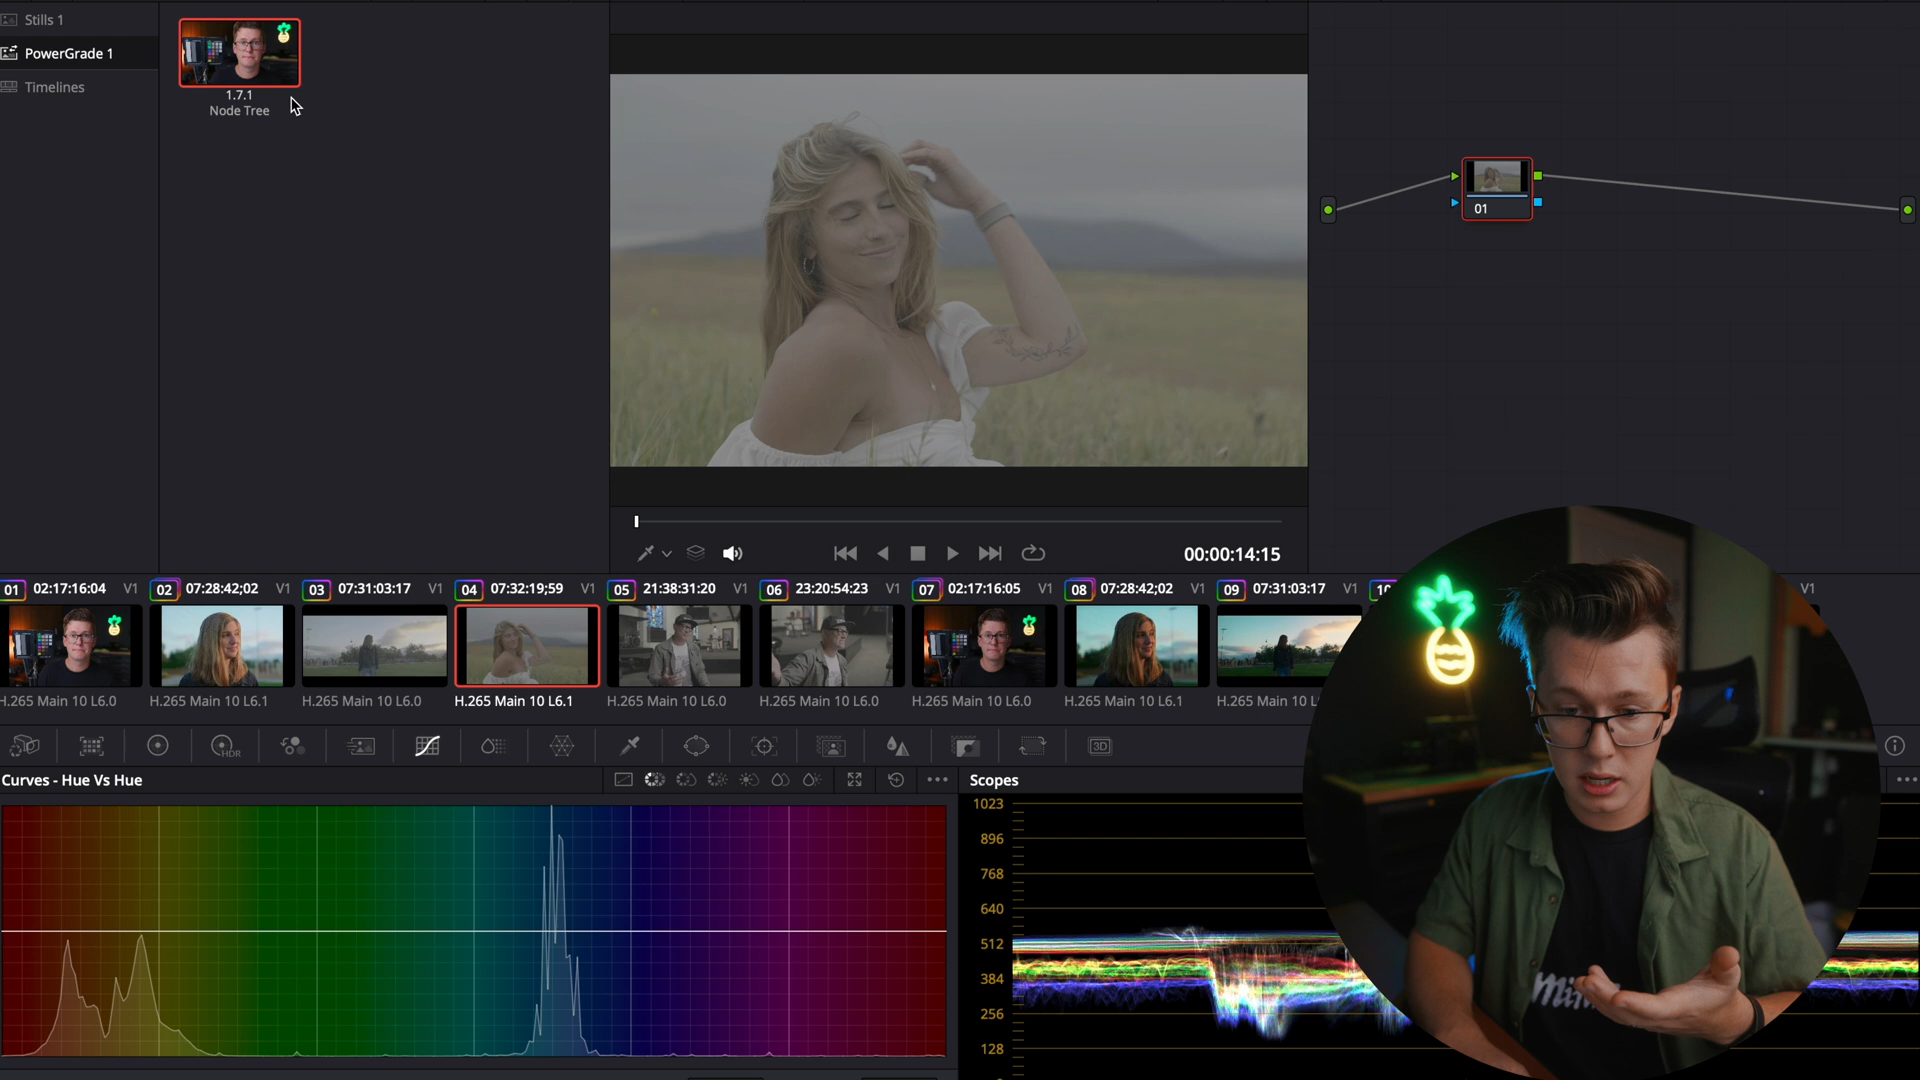 Stills 1
PowerGrade 1
Timelines
1.7.1
Node Tree
01
00:00:14:15
01 02:17:16:04 V1
02 07:28:42;02 V1
03 07:31:03:17 V1
04 07:32:19;59 V1
05 21:38:31:20 V1
06 23:20:54:23 V1
07 02:17:16:05 V1
08 07:28:42;02 V1
09 07:31:03:17 V1
10
V1
H.265 Main 10 L6.0
H.265 Main 10 L6.1
H.265 Main 10 L6.0
H.265 Main 10 L6.1
H.265 Main 10 L6.0
H.265 Main 10 L6.0
H.265 Main 10 L6.0
H.265 Main 10 L6.1
H.265 Main 10 L
HDR
3D
Curves - Hue Vs Hue
Scopes
1023
896
768
640
512
384
256
128